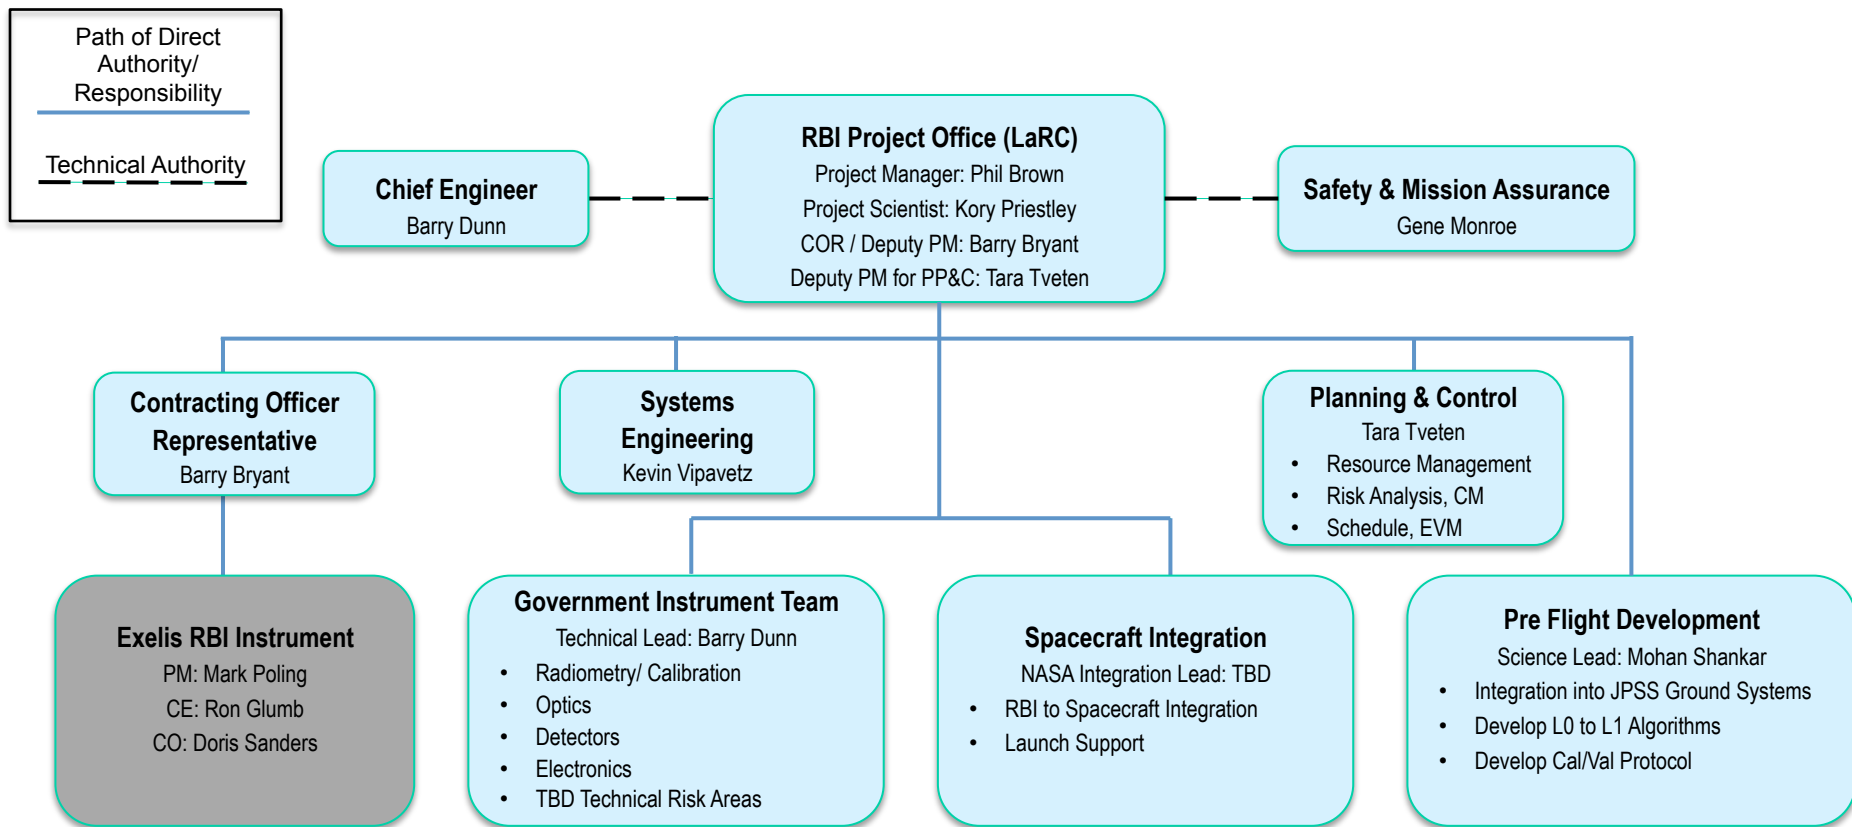 Path of Direct
Authority/
Responsibility
Technical Authority
RBI Project Office (LaRC)
Project Manager: Phil Brown
Project Scientist: Kory Priestley
COR / Deputy PM: Barry Bryant
Deputy PM for PP&C: Tara Tveten
Chief Engineer
Barry Dunn
Safety & Mission Assurance
Gene Monroe
Contracting Officer
Representative
Barry Bryant
Systems
Engineering
Kevin Vipavetz
Planning & Control
Tara Tveten
• Resource Management
• Risk Analysis, CM
• Schedule, EVM
Exelis RBI Instrument
PM: Mark Poling
CE: Ron Glumb
CO: Doris Sanders
Government Instrument Team
Technical Lead: Barry Dunn
• Radiometry/ Calibration
• Optics
• Detectors
• Electronics
• TBD Technical Risk Areas
Spacecraft Integration
NASA Integration Lead: TBD
• RBI to Spacecraft Integration
• Launch Support
Pre Flight Development
Science Lead: Mohan Shankar
• Integration into JPSS Ground Systems
• Develop L0 to L1 Algorithms
• Develop Cal/Val Protocol